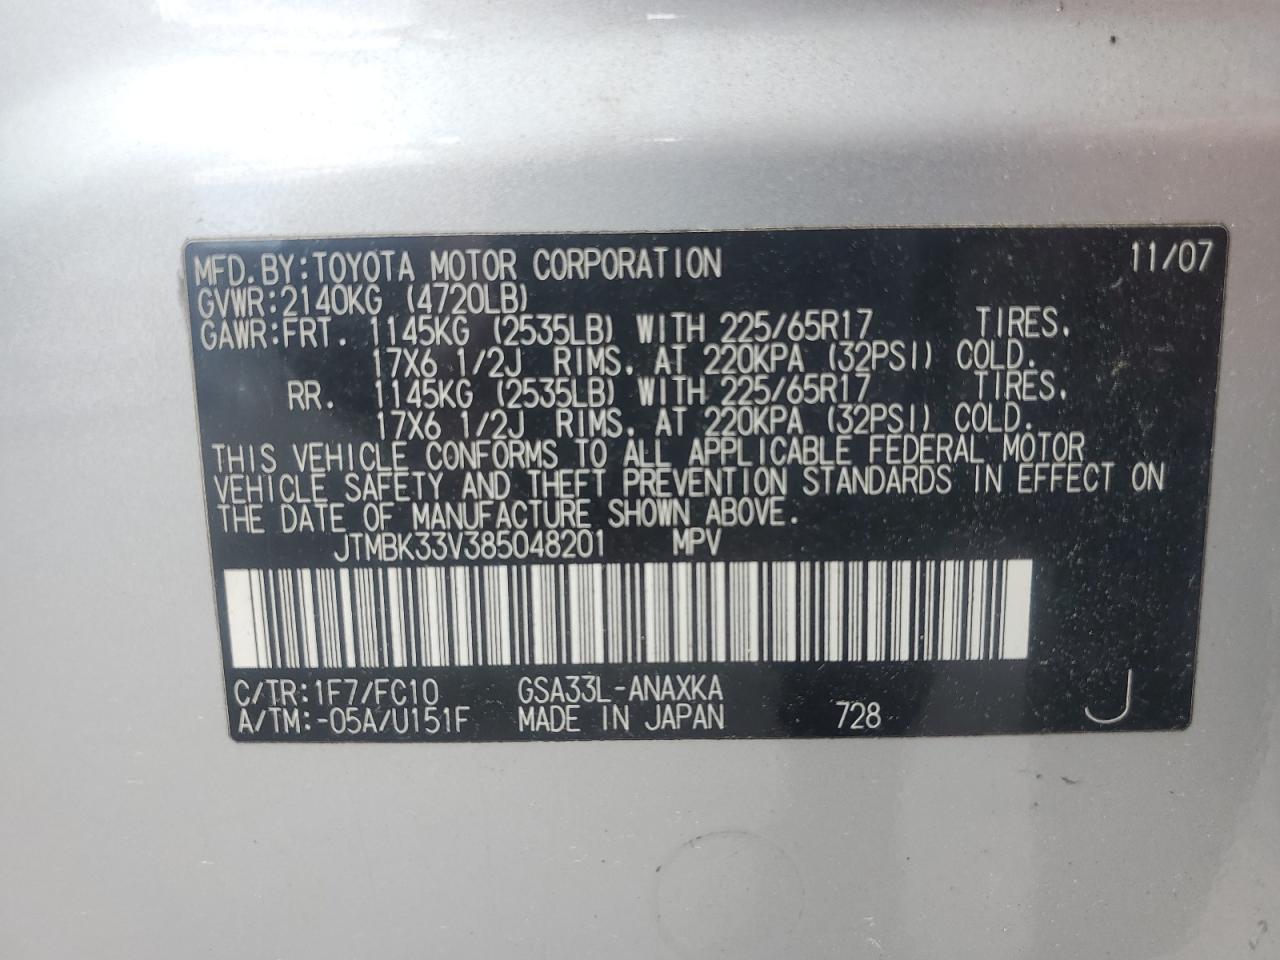 MFD. BY: TOYOTA MOTOR CORPORATION 11/07
GVWR: 2140KG (4720LB)
GAWR: FRT. 1145KG (2535LB) WITH 225/65R17 TIRES,
17X6 1/2J RIMS, AT 220KPA (32PSI) COLD.
RR. 1145KG (2535LB) WITH 225/65R17 TIRES,
17X6 1/2J RIMS, AT 220KPA (32PSI) COLD.
THIS VEHICLE CONFORMS TO ALL APPLICABLE FEDERAL MOTOR
VEHICLE SAFETY AND THEFT PREVENTION STANDARDS IN EFFECT ON
THE DATE OF MANUFACTURE SHOWN ABOVE.
JTMBK33V385048201 MPV
C/TR: 1F7/FC10 GSA33L-ANAXKA
A/TM: -05A/U151F MADE IN JAPAN 728 J